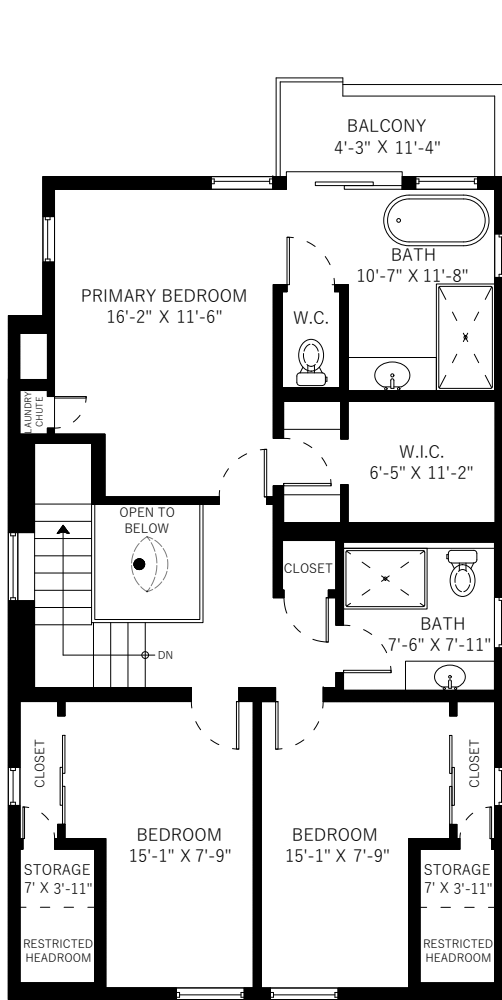 BALCONY
4'-3" X 11'-4"
BATH
10'-7" X 11'-8"
PRIMARY BEDROOM
16'-2" X 11'-6"
W.C.
LAUNDRY
CHUTE
W.I.C.
6'-5" X 11'-2"
OPEN TO
BELOW
CLOSET
BATH
7'-6" X 7'-11"
DN
CLOSET
CLOSET
BEDROOM
15'-1" X 7'-9"
BEDROOM
15'-1" X 7'-9"
STORAGE
7' X 3'-11"
STORAGE
7' X 3'-11"
RESTRICTED
HEADROOM
RESTRICTED
HEADROOM